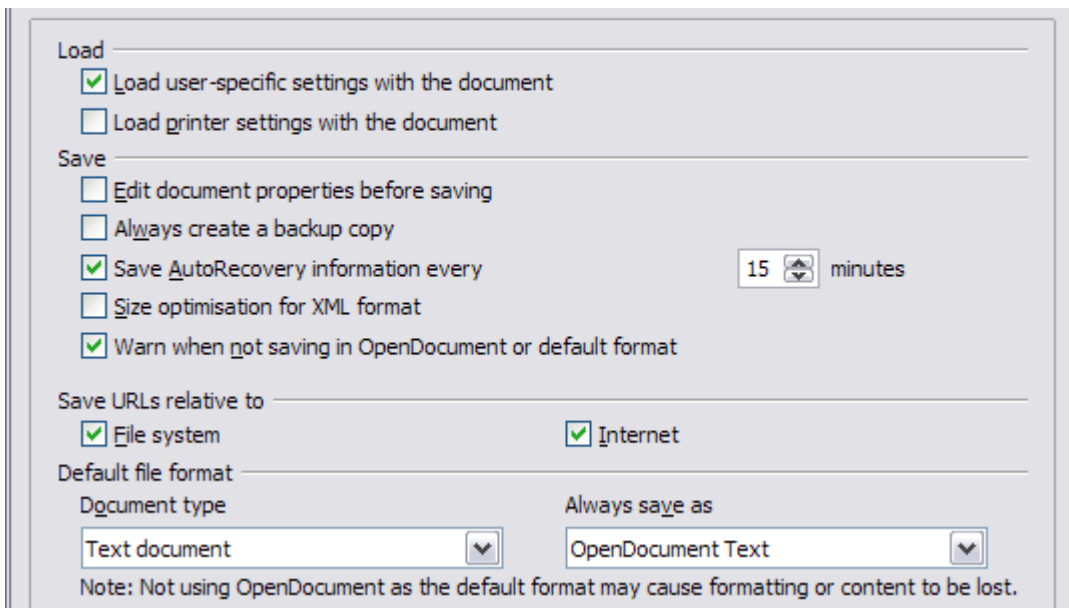 Load
Load user-specific settings with the document
Load printer settings with the document
Save
Edit document properties before saving
Always create a backup copy
Save AutoRecovery information every 15 minutes
Size optimisation for XML format
Warn when not saving in OpenDocument or default format
Save URLs relative to
File system Internet
Default file format
Document type Always save as
Text document OpenDocument Text
Note: Not using OpenDocument as the default format may cause formatting or content to be lost.